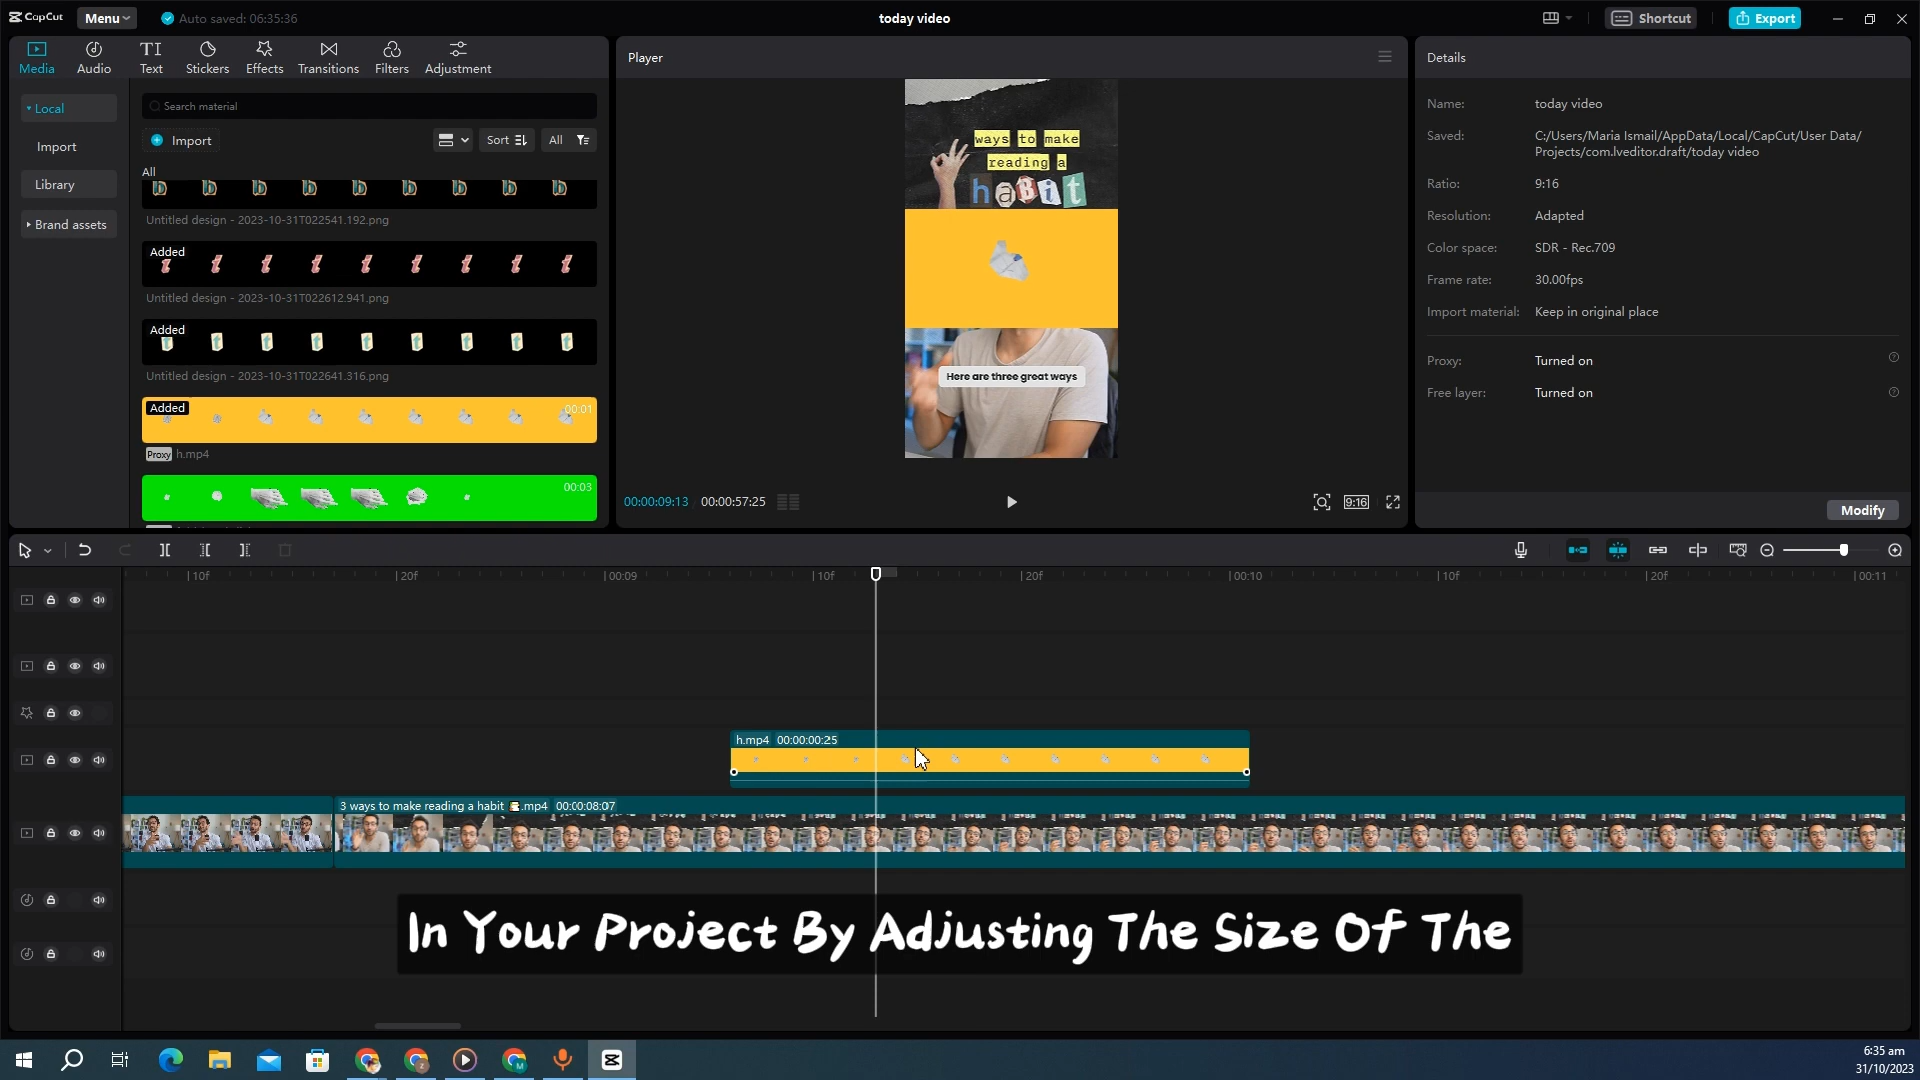 CapCut
Menu
Auto saved: 06:35:36
today video
Shortcut
Export
Media
Audio
TI
Text
Stickers
Effects
Transitions
Filters
Adjustment
Local
Import
Library
Brand assets
Search material
Import
Sort
All
All
Untitled design - 2023-10-31T022541.192.png
Added
Untitled design - 2023-10-31T022612.941.png
Added
Untitled design - 2023-10-31T022641.316.png
Added
00:01
Proxy h.mp4
00:03
Player
ways to make
reading a
habit
Here are three great ways
00:00:09:13
00:00:57:25
9:16
Details
Name: today video
Saved: C:/Users/Maria Ismail/AppData/Local/CapCut/User Data/
Projects/com.lveditor.draft/today video
Ratio: 9:16
Resolution: Adapted
Color space: SDR - Rec.709
Frame rate: 30.00fps
Import material: Keep in original place
Proxy: Turned on
Free layer: Turned on
Modify
10f
20f
00:09
10f
20f
00:10
10f
20f
00:11
h.mp4 00:00:00:25
3 ways to make reading a habit .mp4 00:00:08:07
In Your Project By Adjusting The Size Of The
6:35 am
31/10/2023